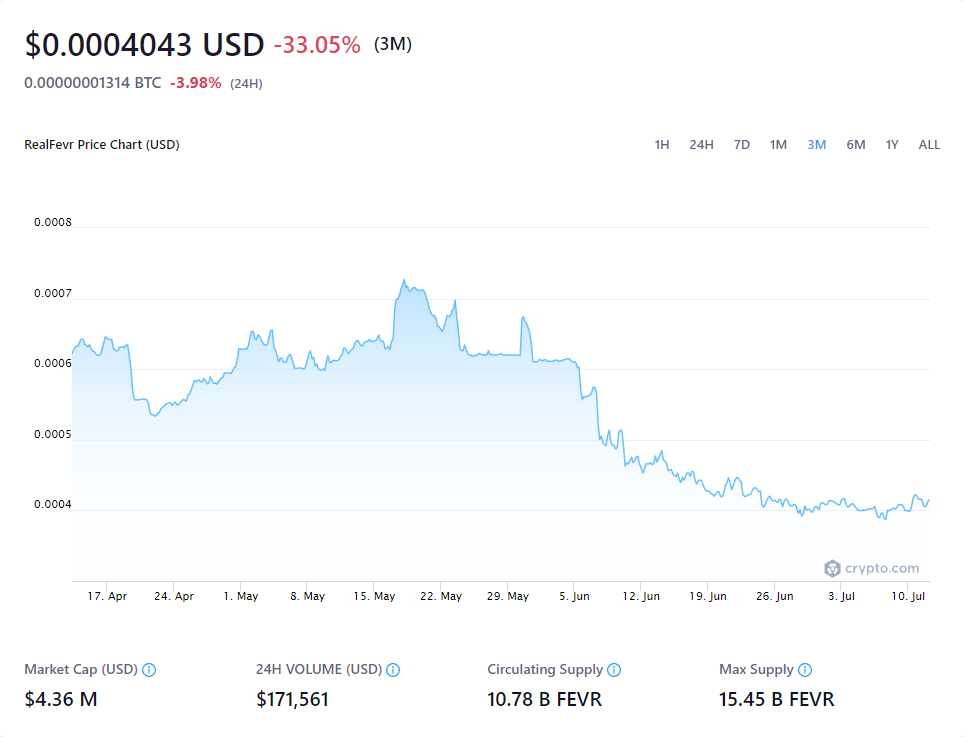 $0.0004043 USD -33.05% (3M)
0.00000001314 BTC -3.98% (24H)
RealFevr Price Chart (USD)
1H 24H 7D 1M 3M 6M 1Y ALL
0.0008
0.0007
0.0006
0.0005
0.0004
crypto.com
17. Apr 24. Apr 1. May 8. May 15. May 22. May 29. May 5. Jun 12. Jun 19. Jun 26. Jun 3. Jul 10. Jul
Market Cap (USD) 24H VOLUME (USD) Circulating Supply Max Supply
$4.36 M $171,561 10.78 B FEVR 15.45 B FEVR